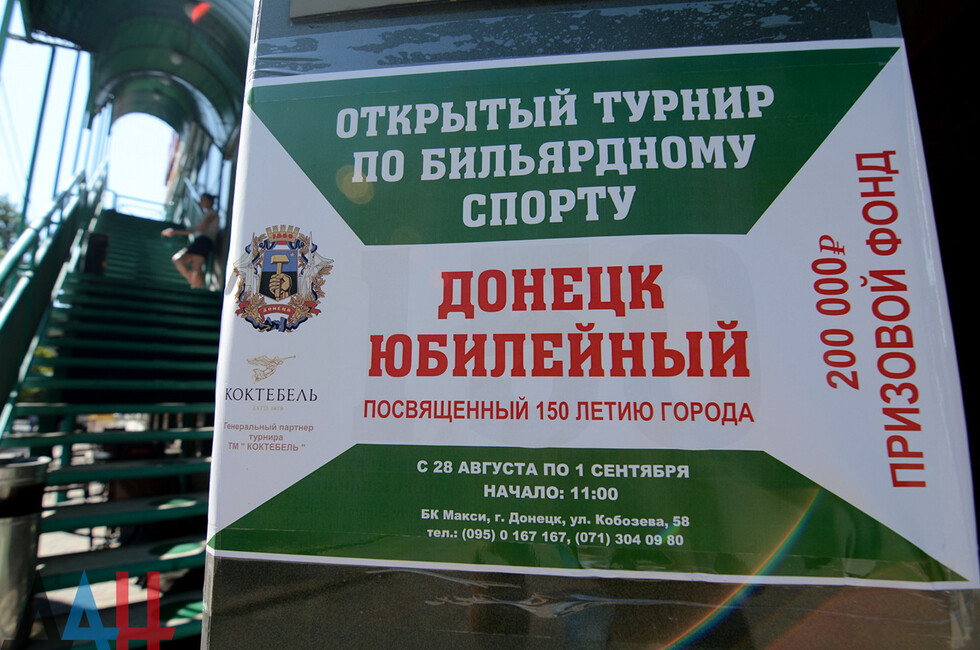 ОТКРЫТЫЙ ТУРНИР
ПО БИЛЬЯРДНОМУ
СПОРТУ
1869
ДОНЕЦК
ДОНЕЦК
ЮБИЛЕЙНЫЙ
ПОСВЯЩЕННЫЙ 150 ЛЕТИЮ ГОРОДА
200 000₽
ПРИЗОВОЙ ФОНД
КОКТЕБЕЛЬ
Генеральный партнер
турнира
ТМ " КОКТЕБЕЛЬ "
С 28 АВГУСТА ПО 1 СЕНТЯБРЯ
НАЧАЛО: 11:00
БК Макси, г. Донецк, ул. Кобозева, 58
тел.: (095) 0 167 167, (071) 304 09 80
ДАН